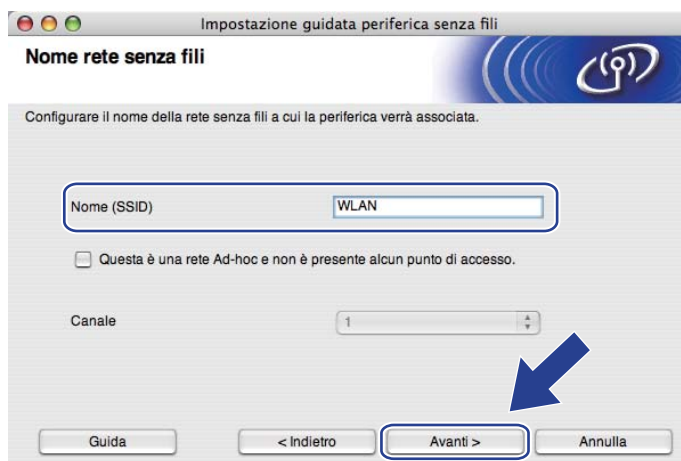 Impostazione guidata periferica senza fili
Nome rete senza fili
Configurare il nome della rete senza fili a cui la periferica verrà associata.
Nome (SSID) WLAN
Questa è una rete Ad-hoc e non è presente alcun punto di accesso.
Canale 1
Guida < Indietro Avanti > Annulla